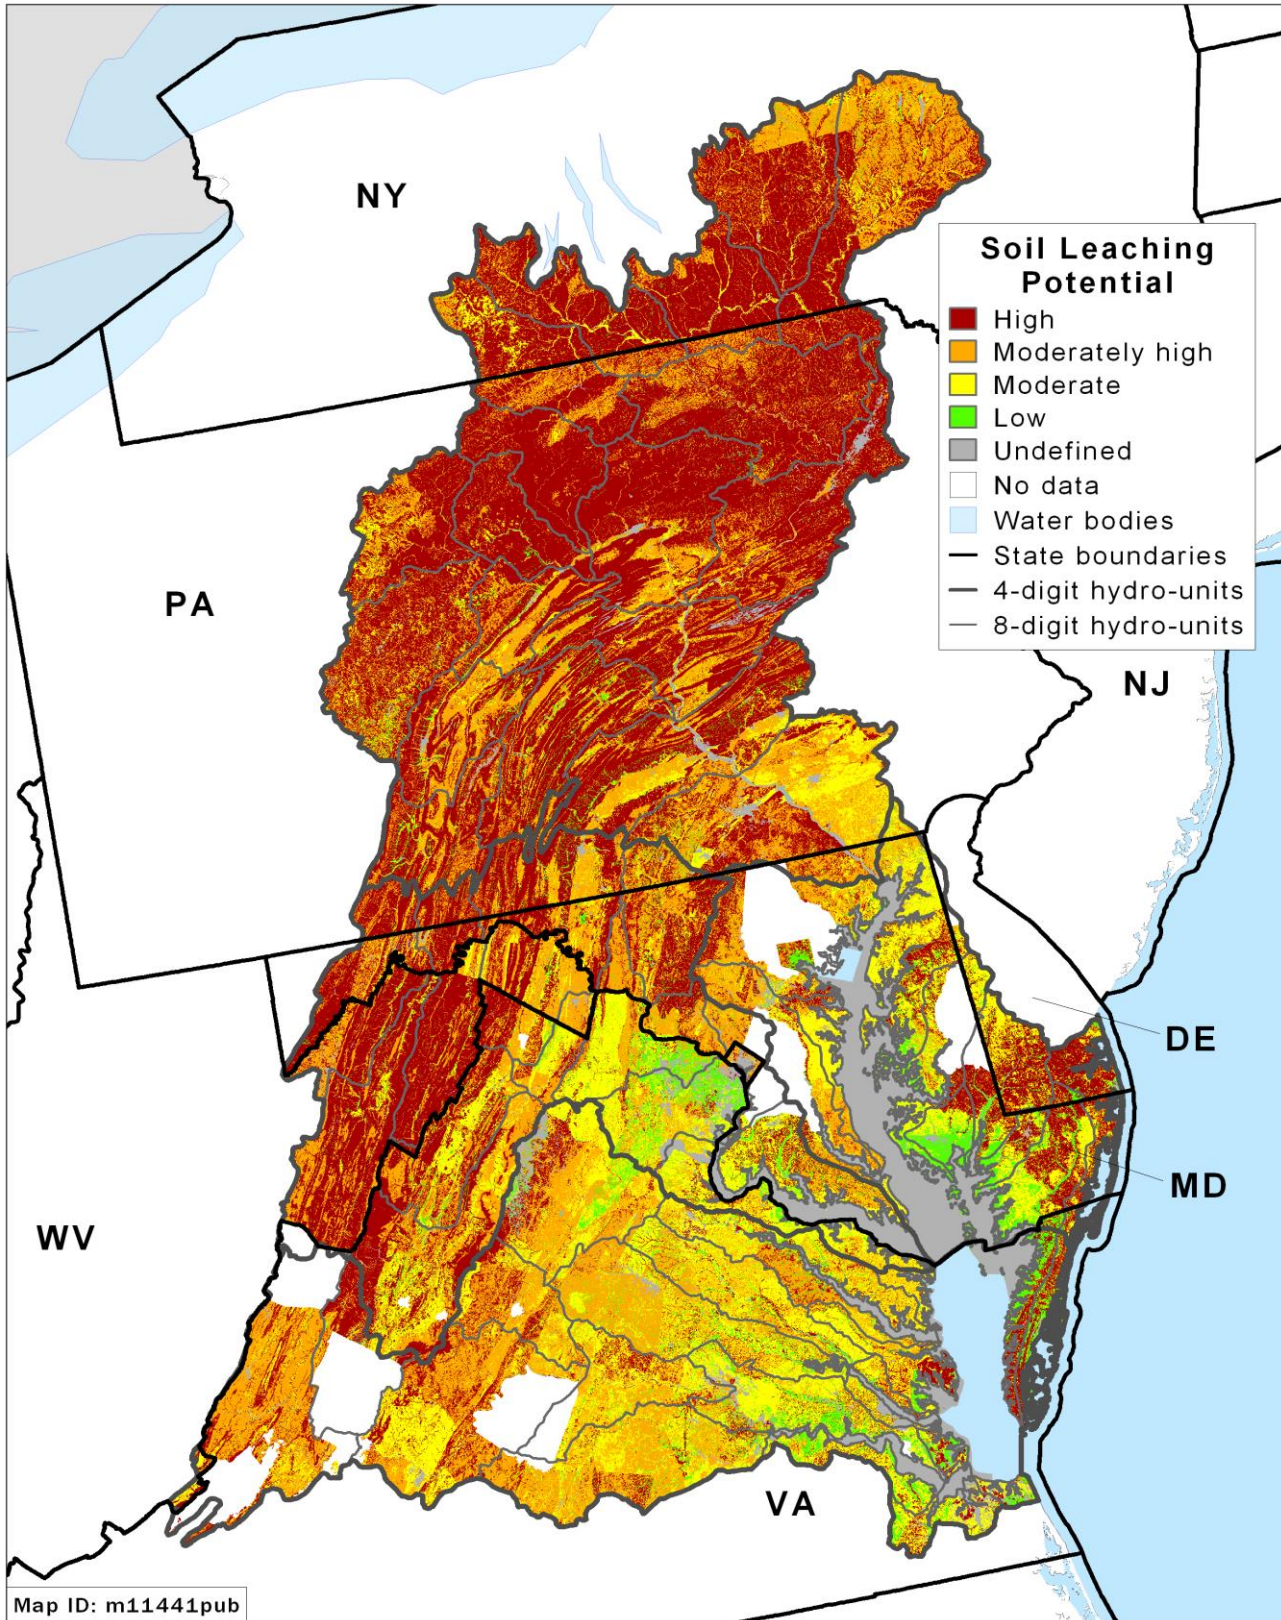 NY
Soil Leaching
Potential
High
Moderately high
Moderate
Low
Undefined
No data
Water bodies
State boundaries
4-digit hydro-units
8-digit hydro-units
PA
NJ
DE
MD
WV
VA
Map ID: m11441pub